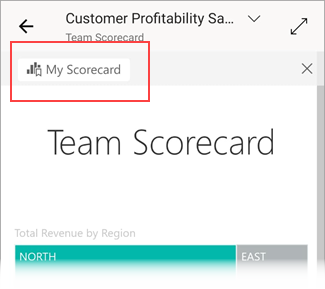 Customer Profitability Sa...
Team Scorecard
My Scorecard
Team Scorecard
Total Revenue by Region
NORTH
EAST